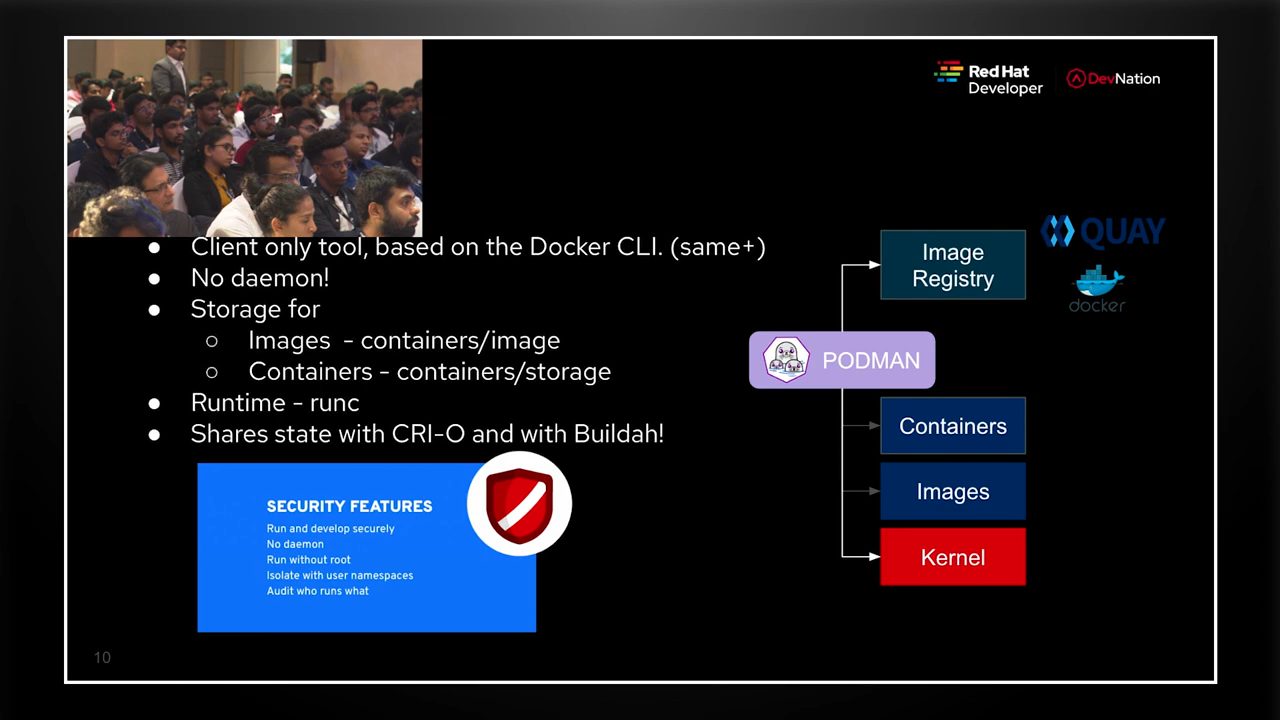 Red Hat
Developer
DevNation
● Client only tool, based on the Docker CLI. (same+)
● No daemon!
● Storage for
○ Images - containers/image
○ Containers - containers/storage
● Runtime - runc
● Shares state with CRI-O and with Buildah!
SECURITY FEATURES
Run and develop securely
No daemon
Run without root
Isolate with user namespaces
Audit who runs what
Image
Registry
QUAY
docker
PODMAN
Containers
Images
Kernel
10